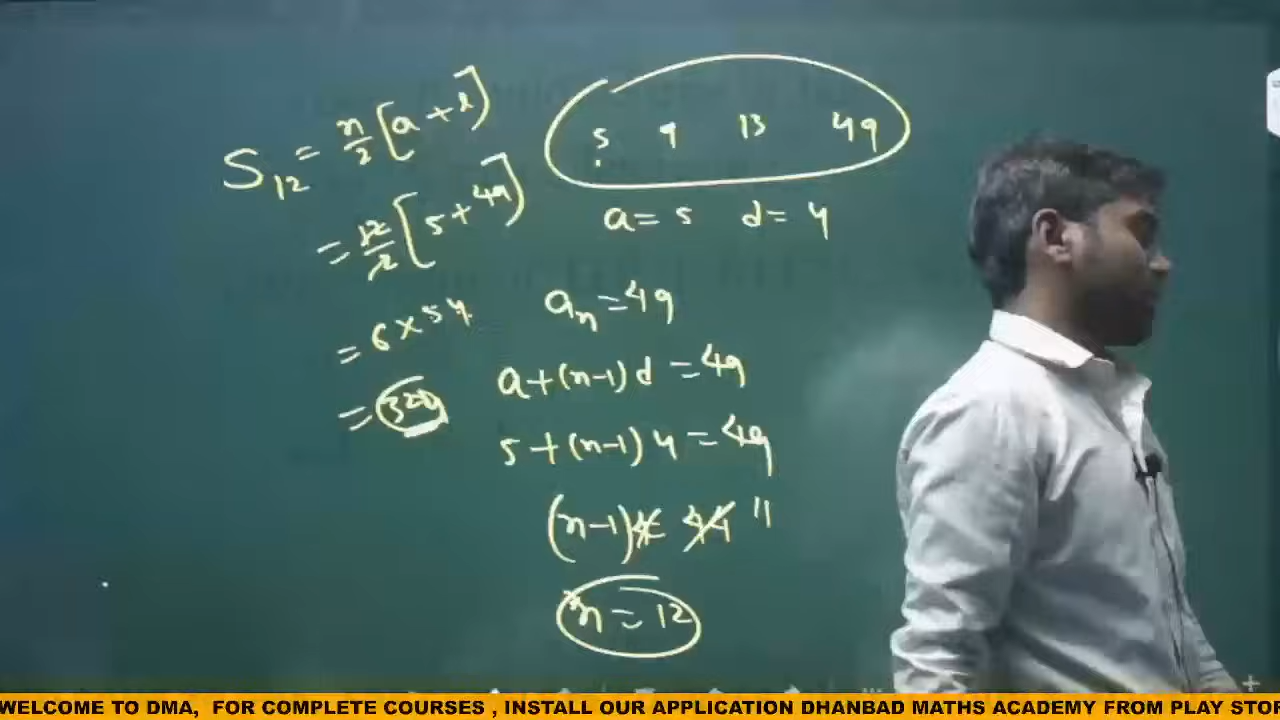 S₁₂ = n/2 [a + l]
= 12/2 [5 + 49]
= 6 × 54
= 324
5 9 13 49
a = 5 d = 4
aₙ = 49
a + (n-1) d = 49
5 + (n-1) 4 = 49
(n-1) 4 = 44 11
n = 12
WELCOME TO DMA, FOR COMPLETE COURSES , INSTALL OUR APPLICATION DHANBAD MATHS ACADEMY FROM PLAY STOR